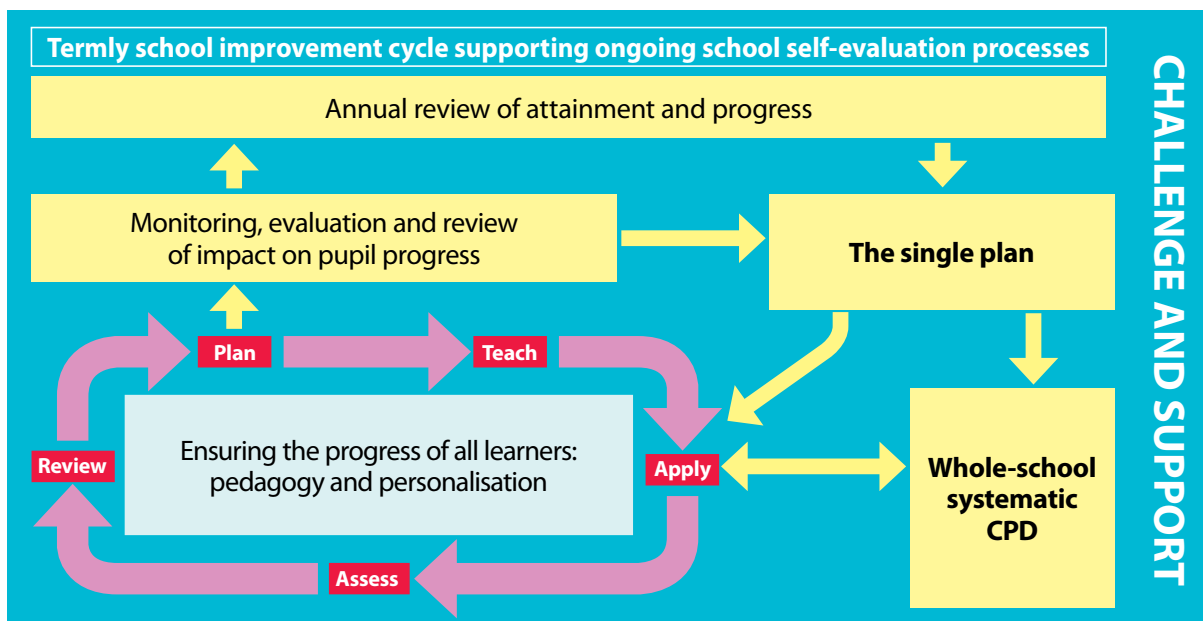 Termly school improvement cycle supporting ongoing school self-evaluation processes
Annual review of attainment and progress
Monitoring, evaluation and review
of impact on pupil progress
The single plan
Plan
Teach
Ensuring the progress of all learners:
pedagogy and personalisation
Review
Apply
Assess
Whole-school
systematic
CPD
CHALLENGE AND SUPPORT